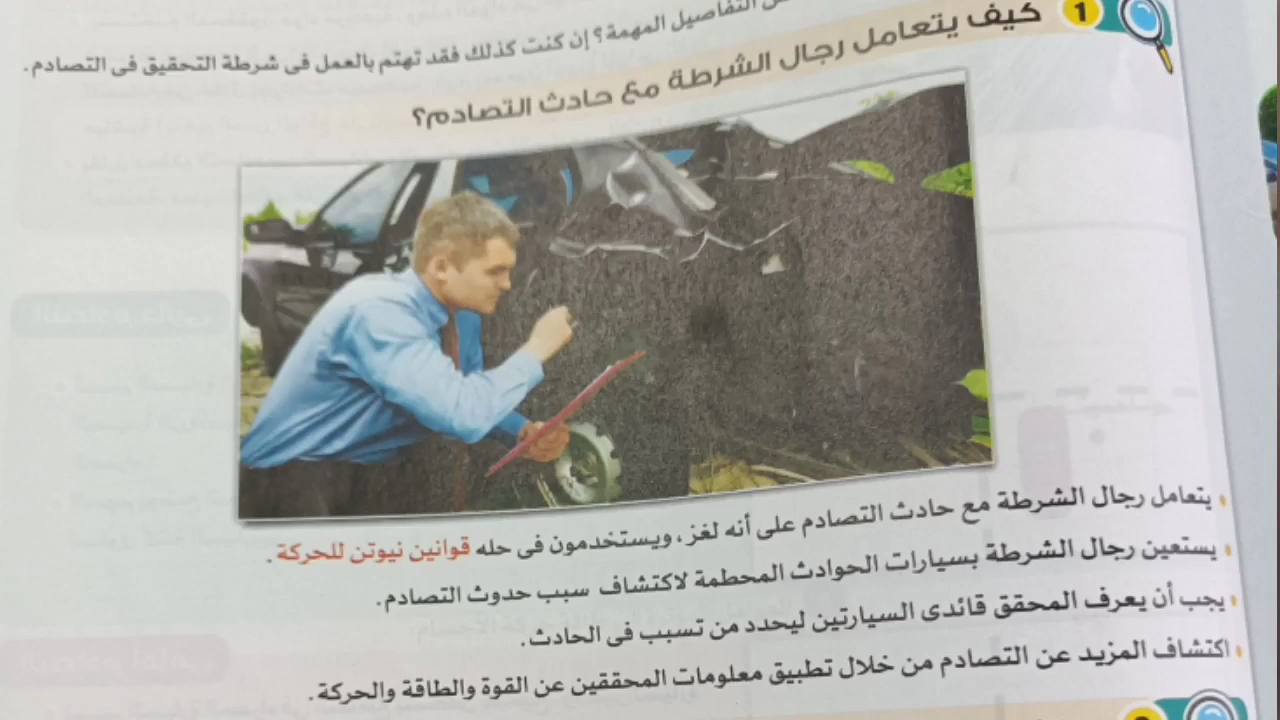 التفاصيل المهمة؟ إن كنت كذلك فقد تهتم بالعمل فى شرطة التحقيق فى التصادم.
1 كيف يتعامل رجال الشرطة مع حادث التصادم؟
يتعامل رجال الشرطة مع حادث التصادم على أنه لغز، ويستخدمون فى حله قوانين نيوتن للحركة.
يستعين رجال الشرطة بسيارات الحوادث المحطمة لاكتشاف سبب حدوث التصادم.
يجب أن يعرف المحقق قائدى السيارتين ليحدد من تسبب فى الحادث.
اكتشاف المزيد عن التصادم من خلال تطبيق معلومات المحققين عن القوة والطاقة والحركة.